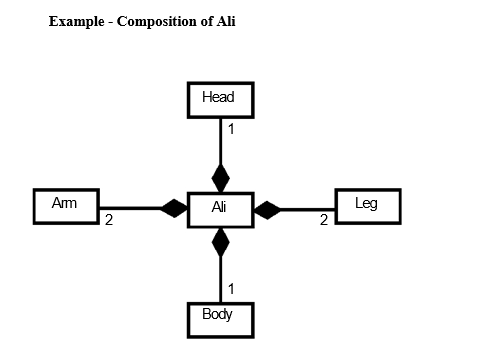 Example - Composition of Ali
Head
1
Arm
2
Ali
2
Leg
1
Body